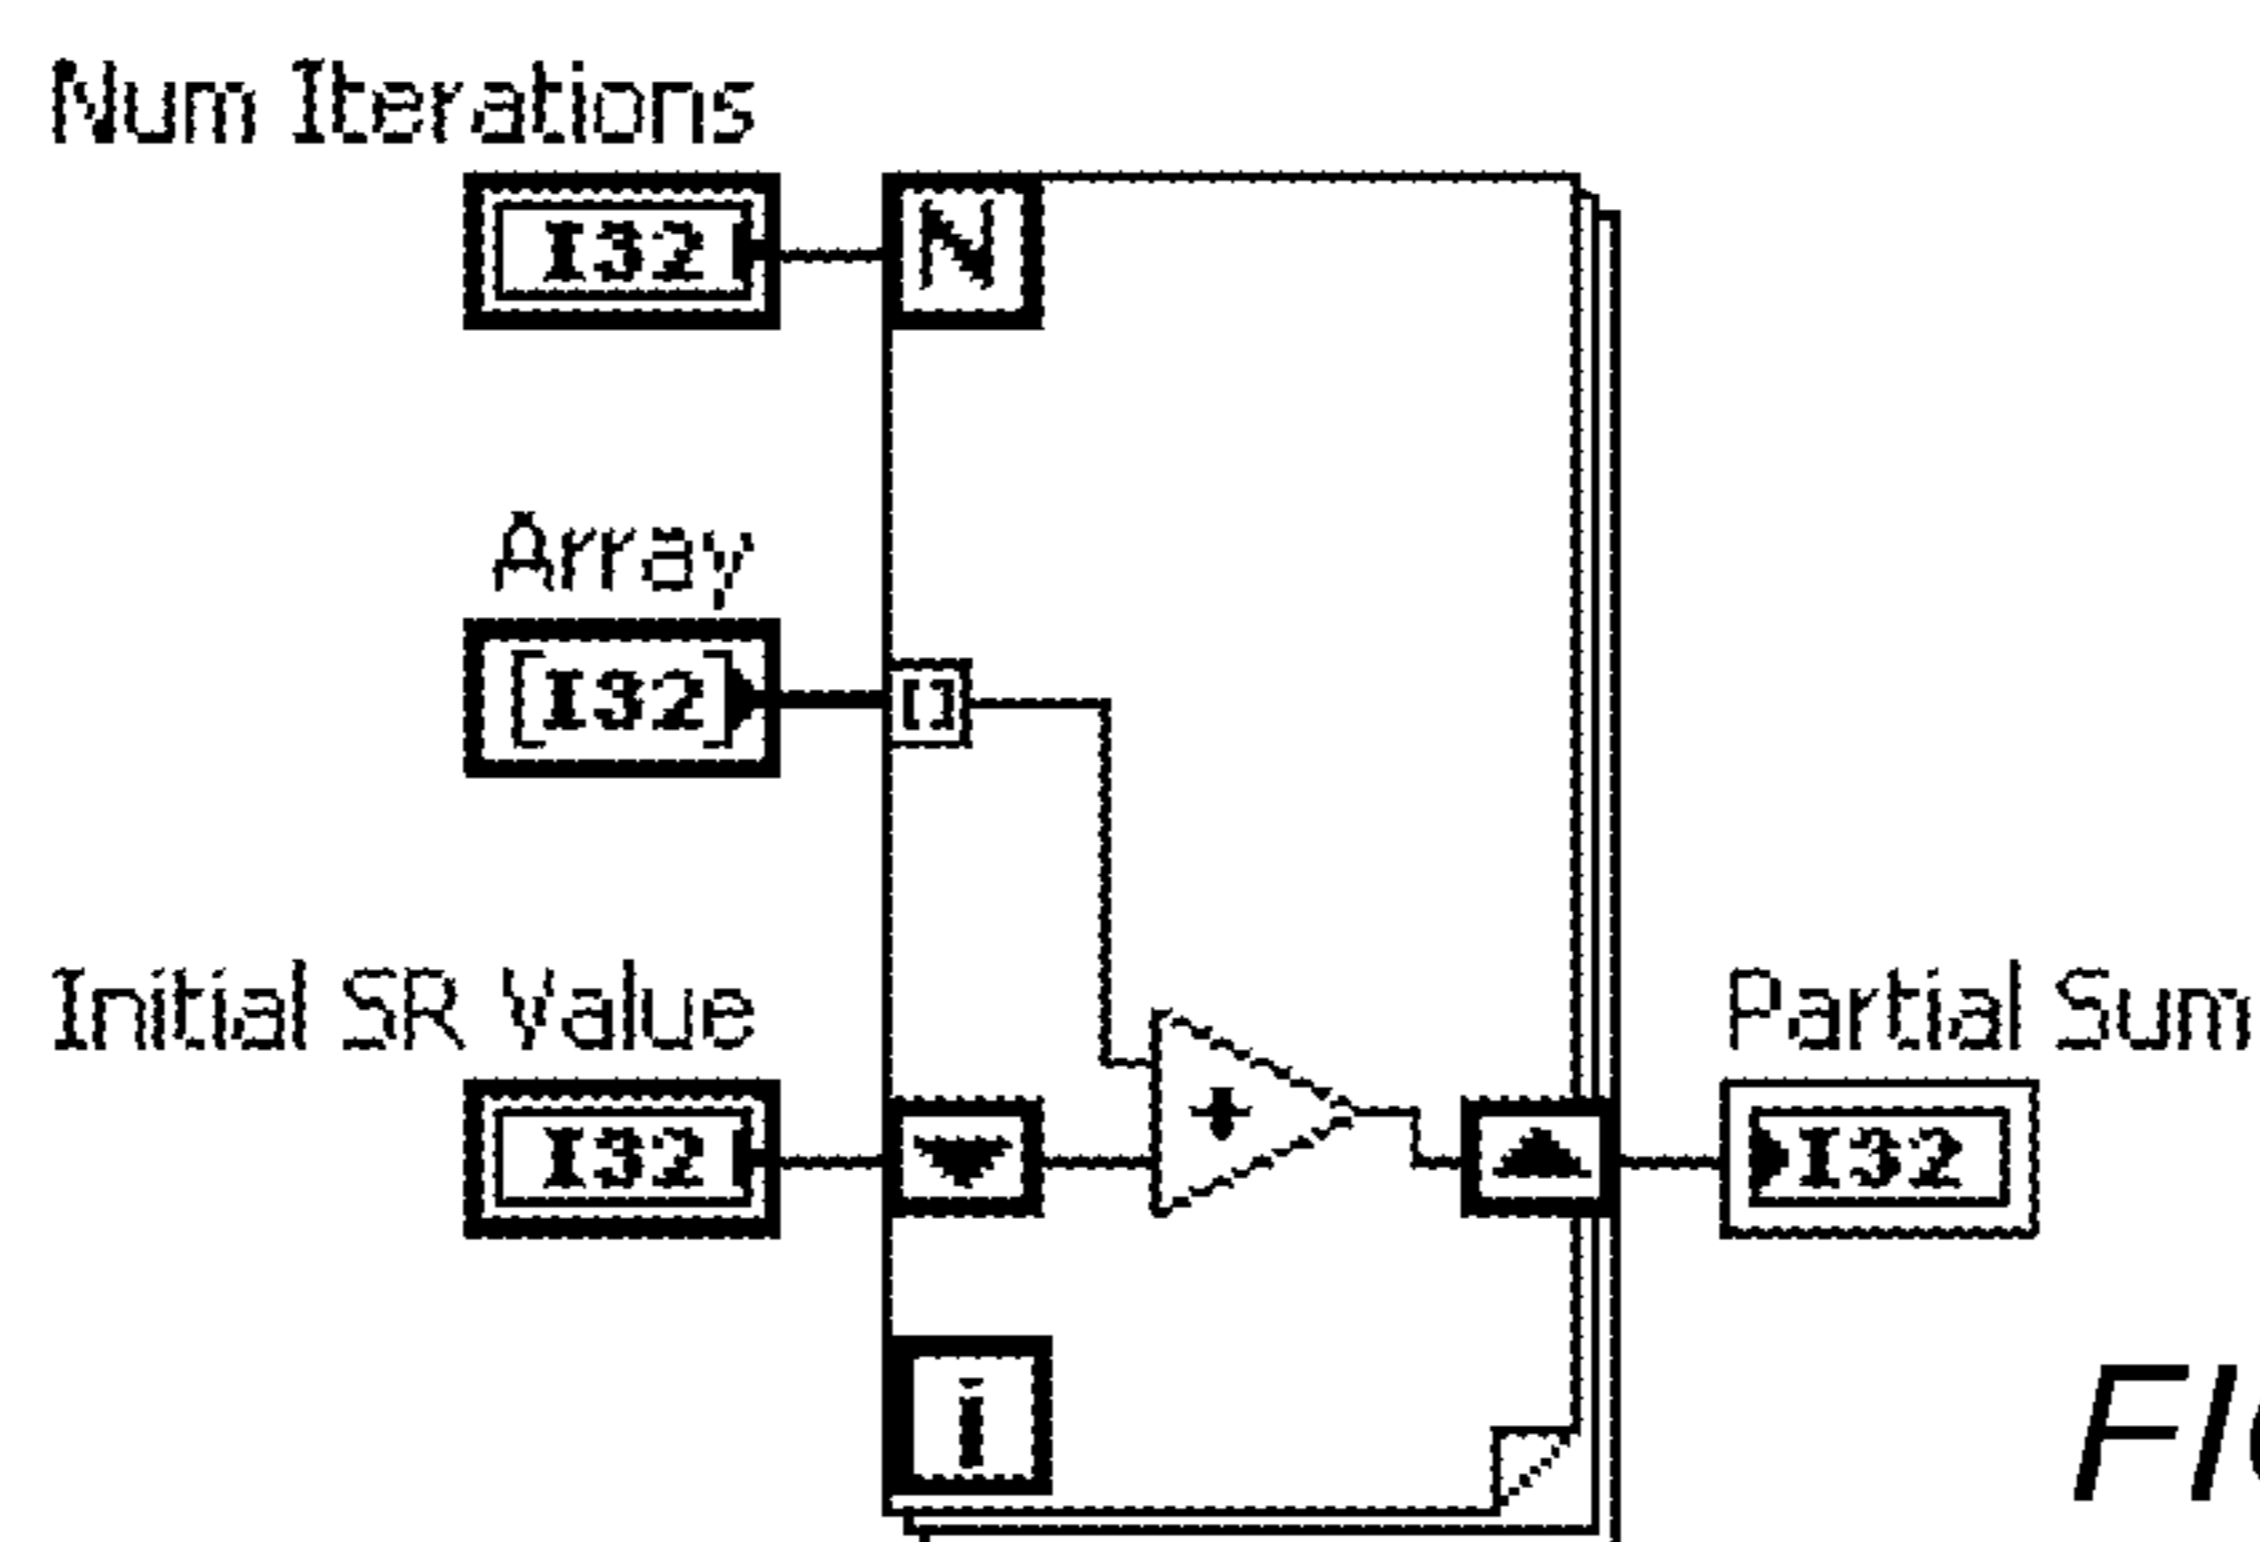 Num Iterations
I32
N
Array
[I32]
[]
Initial SR Value
I32
+
Partial Sum
I32
i